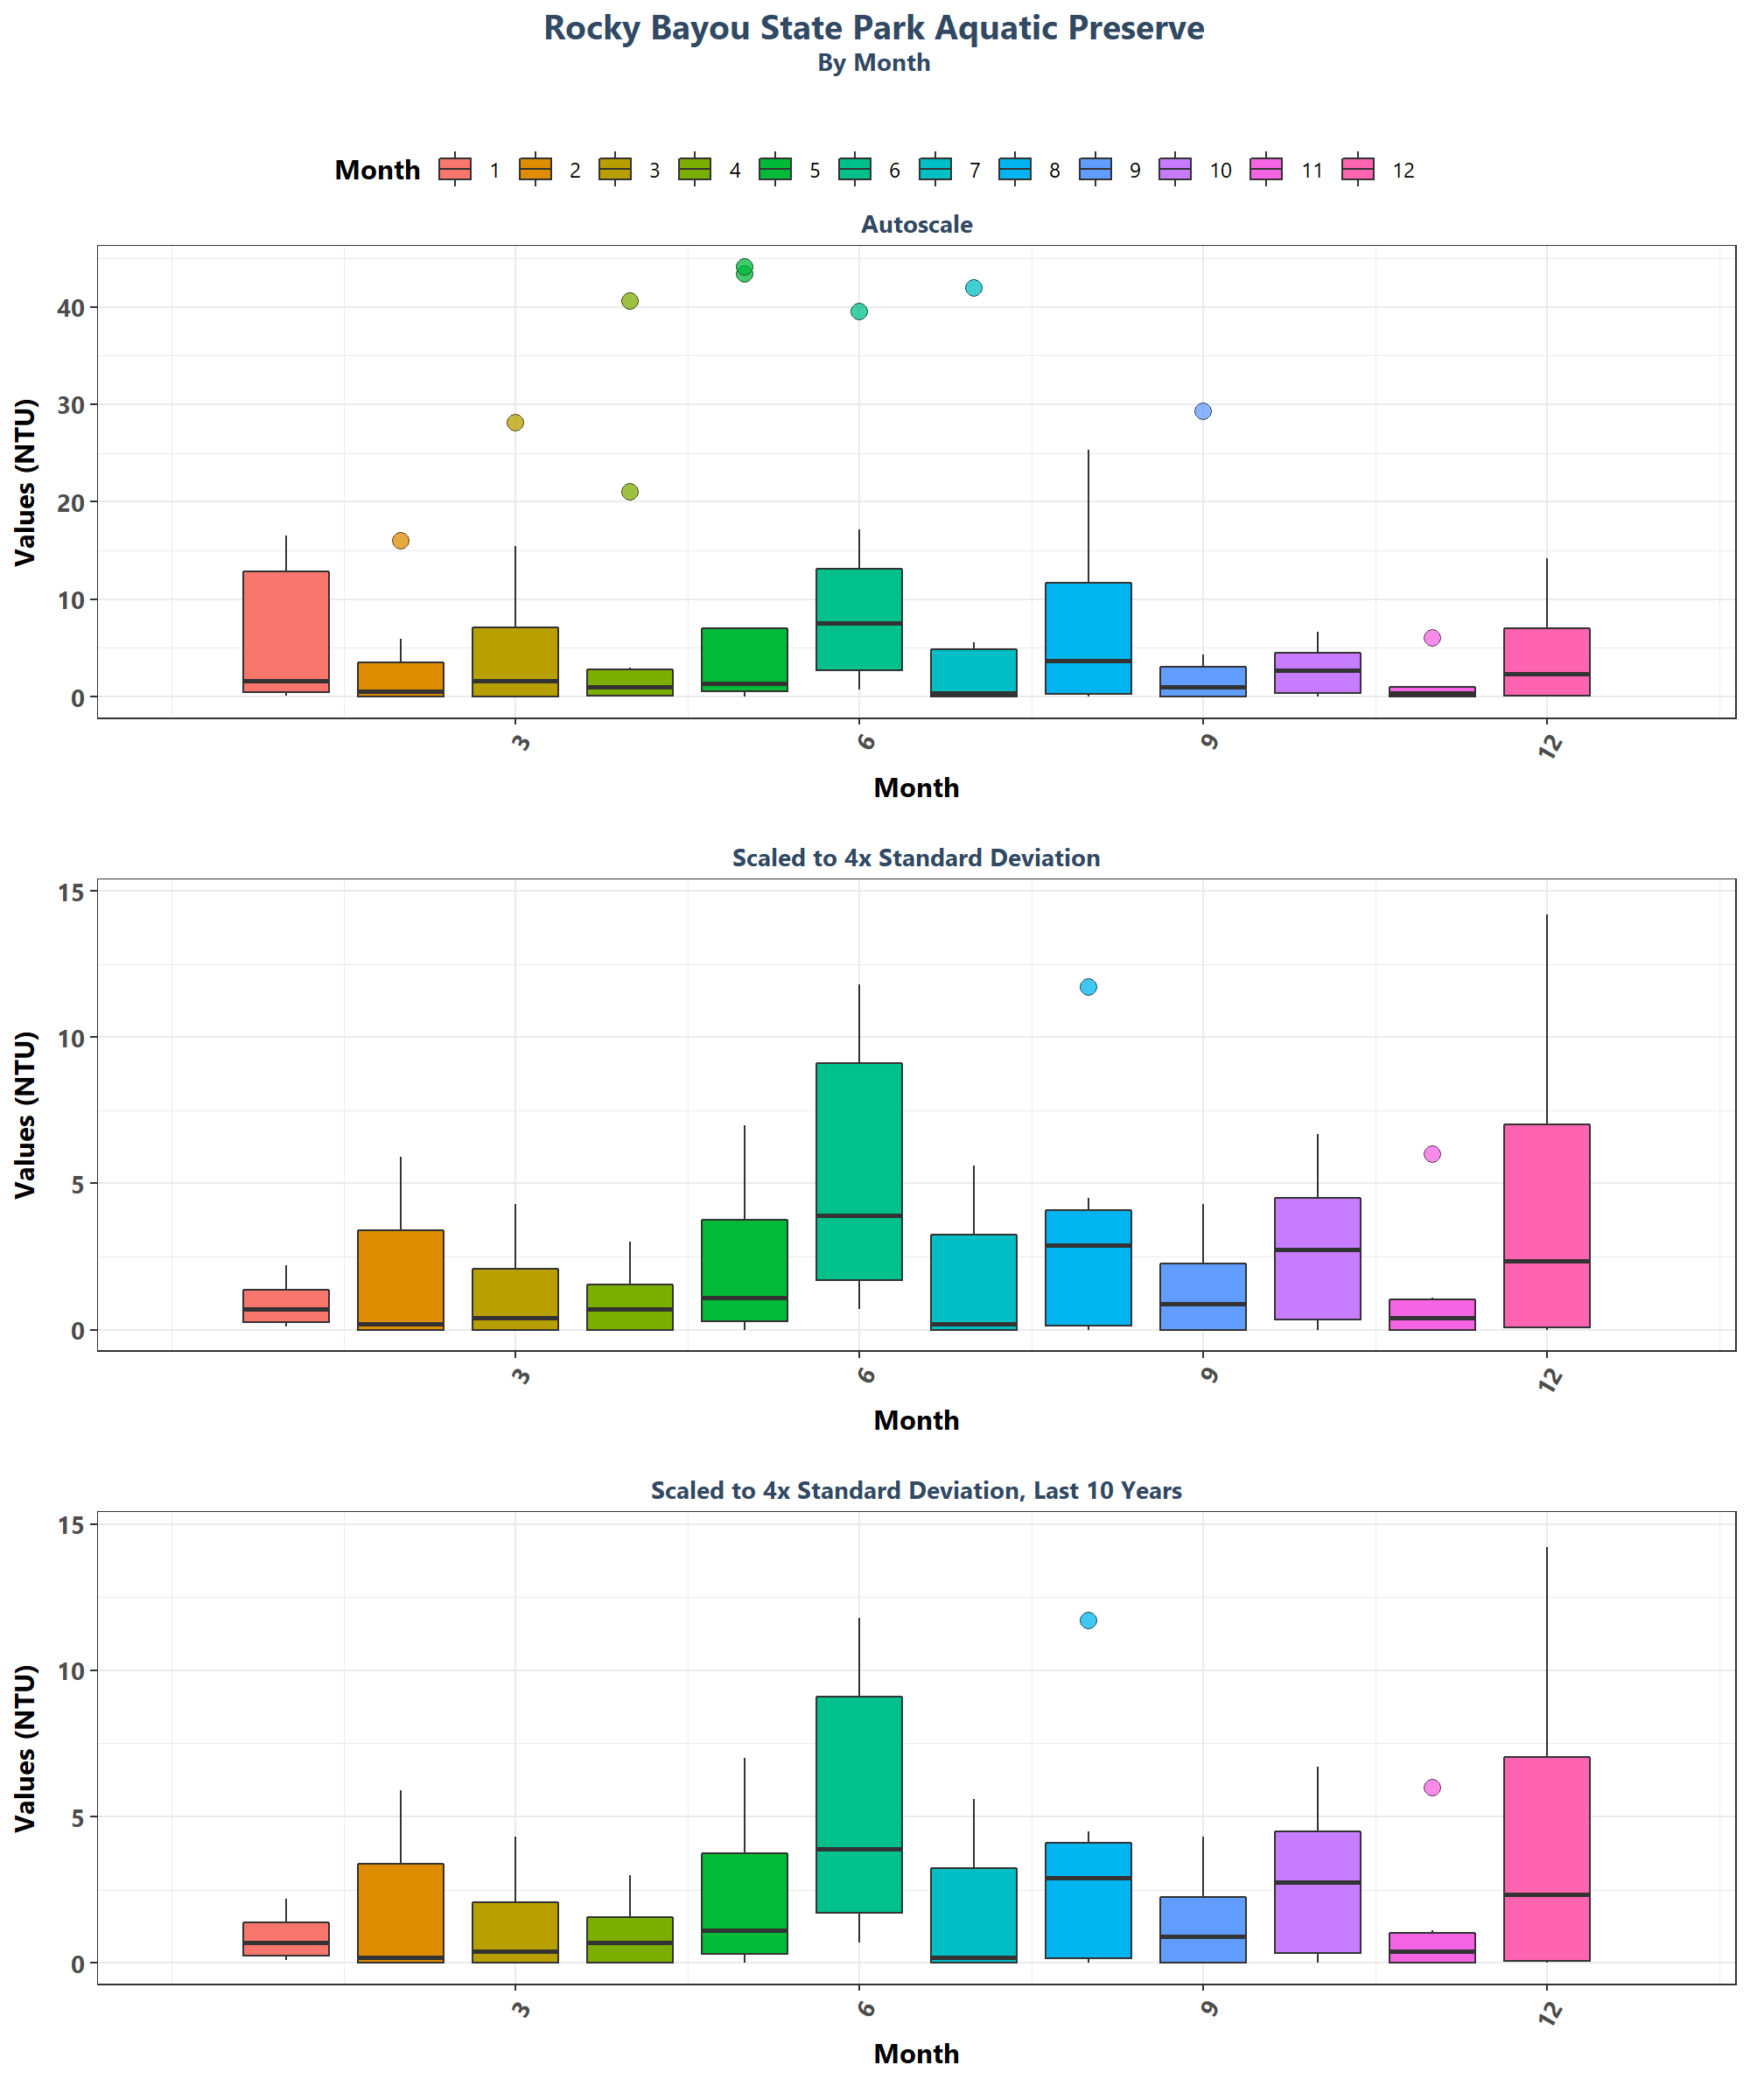 Rocky Bayou State Park Aquatic Preserve
By Month
Month 1 2 3 4 5 6 7 8 9 10 11 12
Autoscale
Values (NTU)
40
30
20
10
0
3 6 9 12
Month
Scaled to 4x Standard Deviation
Values (NTU)
15
10
5
0
3 6 9 12
Month
Scaled to 4x Standard Deviation, Last 10 Years
Values (NTU)
15
10
5
0
3 6 9 12
Month